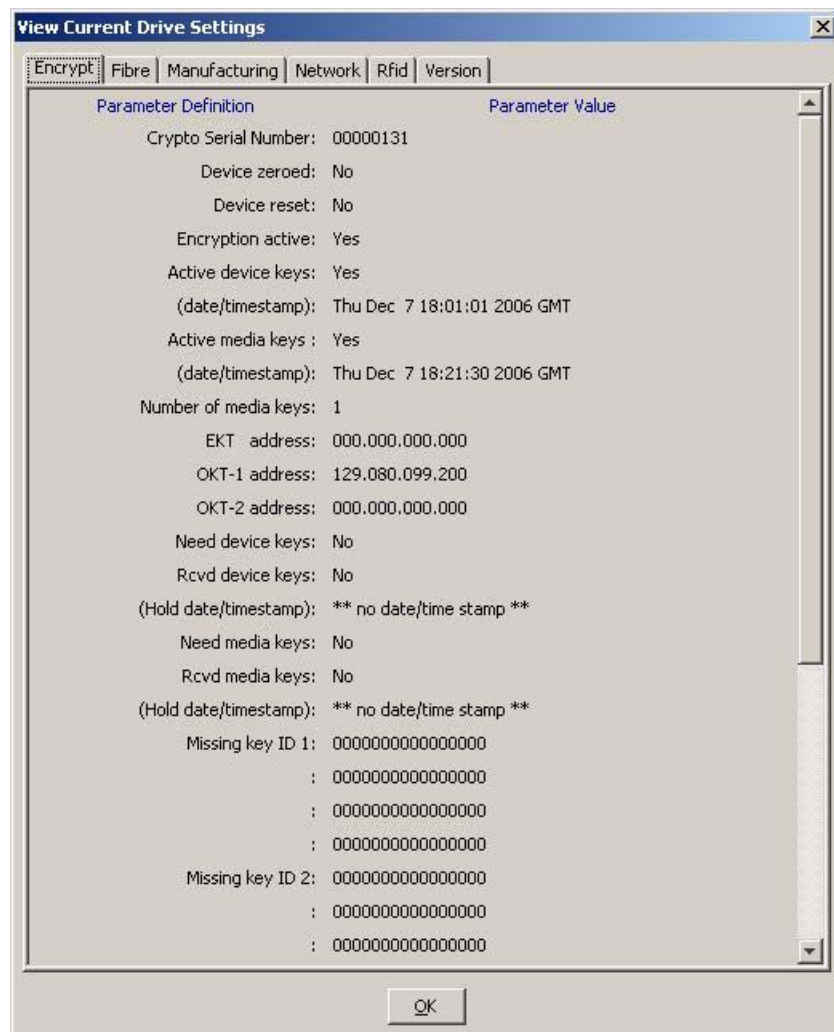 View Current Drive Settings
Encrypt Fibre Manufacturing Network Rfid Version
Parameter Definition Parameter Value
Crypto Serial Number: 00000131
Device zeroed: No
Device reset: No
Encryption active: Yes
Active device keys: Yes
(date/timestamp): Thu Dec 7 18:01:01 2006 GMT
Active media keys : Yes
(date/timestamp): Thu Dec 7 18:21:30 2006 GMT
Number of media keys: 1
EKT address: 000.000.000.000
OKT-1 address: 129.080.099.200
OKT-2 address: 000.000.000.000
Need device keys: No
Rcvd device keys: No
(Hold date/timestamp): ** no date/time stamp **
Need media keys: No
Rcvd media keys: No
(Hold date/timestamp): ** no date/time stamp **
Missing key ID 1: 0000000000000000
: 0000000000000000
: 0000000000000000
: 0000000000000000
Missing key ID 2: 0000000000000000
: 0000000000000000
: 0000000000000000
OK